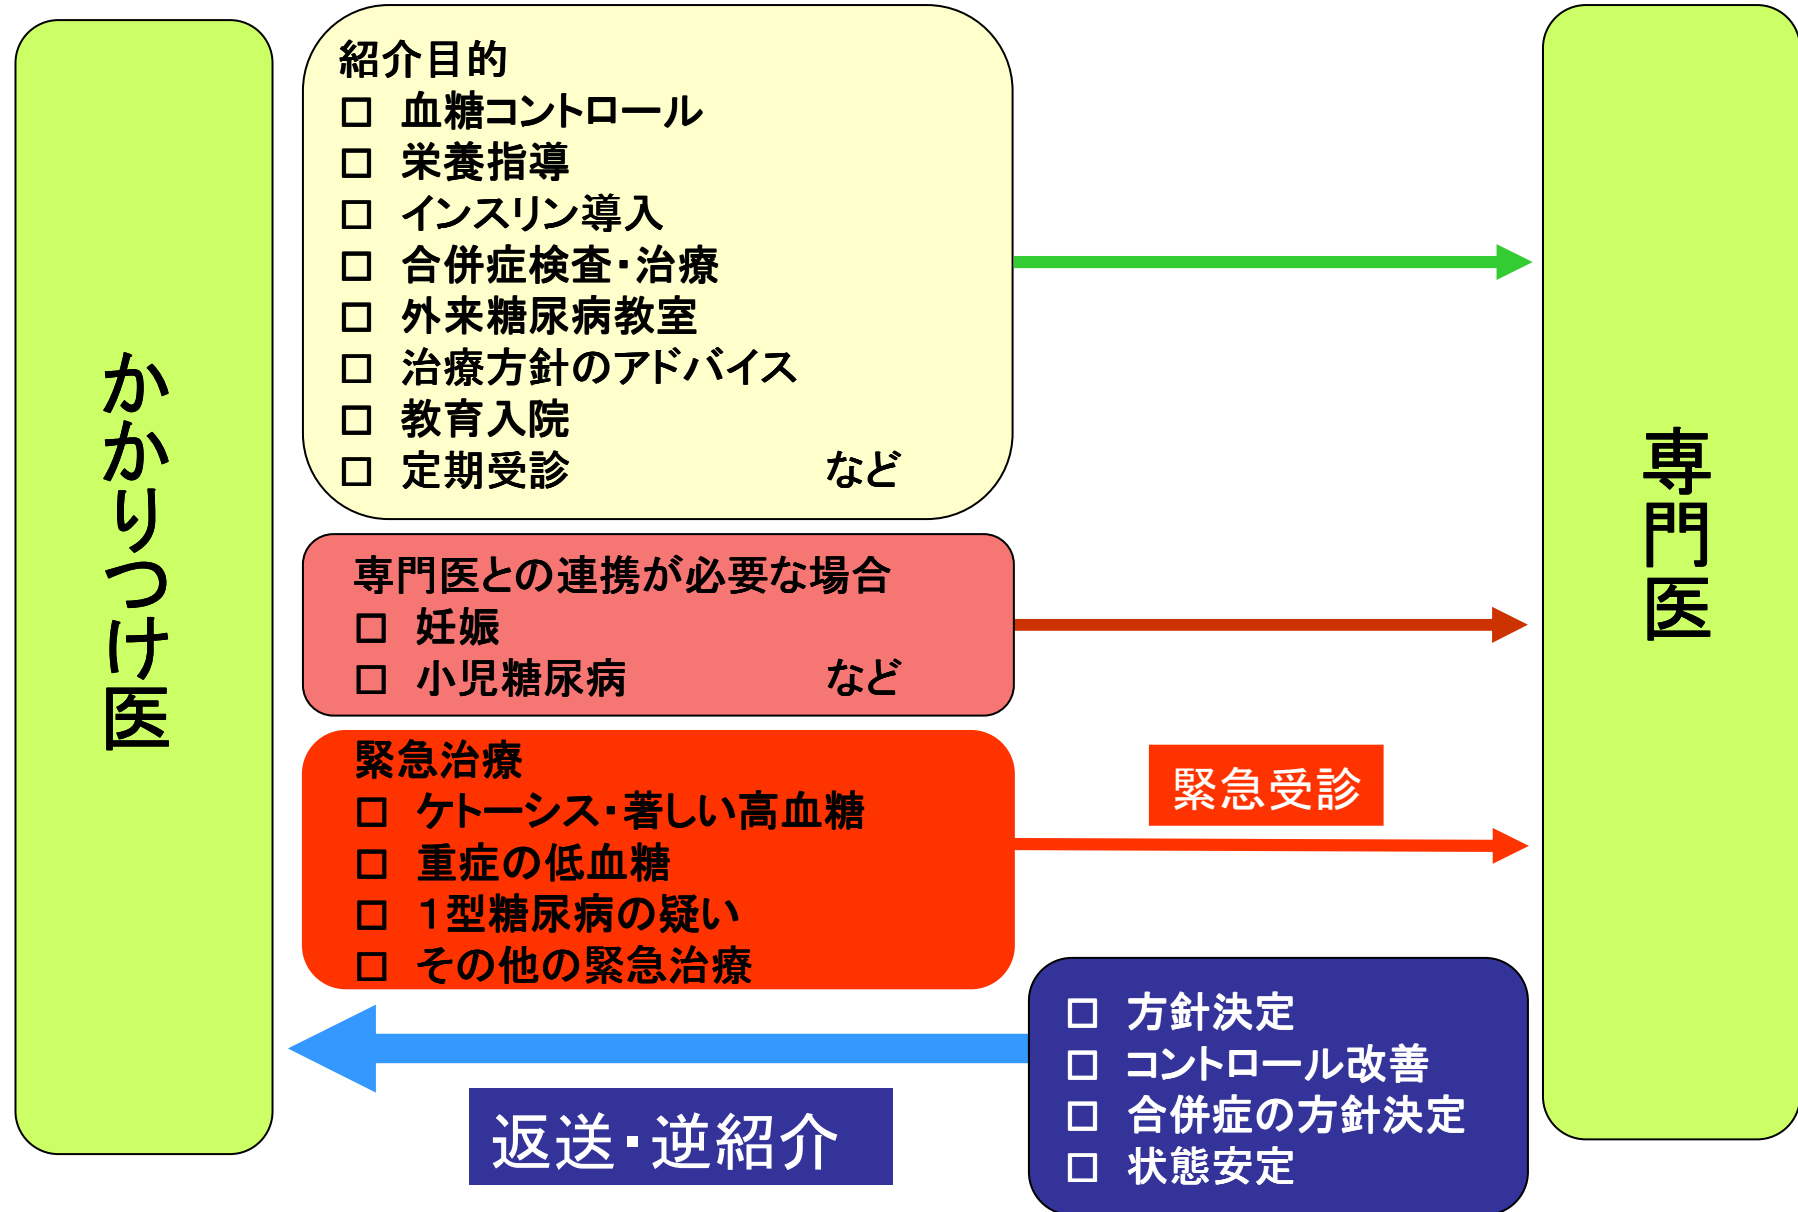 かかりつけ医
紹介目的
□ 血糖コントロール
□ 栄養指導
□ インスリン導入
□ 合併症検査・治療
□ 外来糖尿病教室
□ 治療方針のアドバイス
□ 教育入院
□ 定期受診 など
専門医との連携が必要な場合
□ 妊娠
□ 小児糖尿病 など
緊急治療
□ ケトーシス・著しい高血糖
□ 重症の低血糖
□ １型糖尿病の疑い
□ その他の緊急治療
緊急受診
専門医
□ 方針決定
□ コントロール改善
□ 合併症の方針決定
□ 状態安定
返送・逆紹介